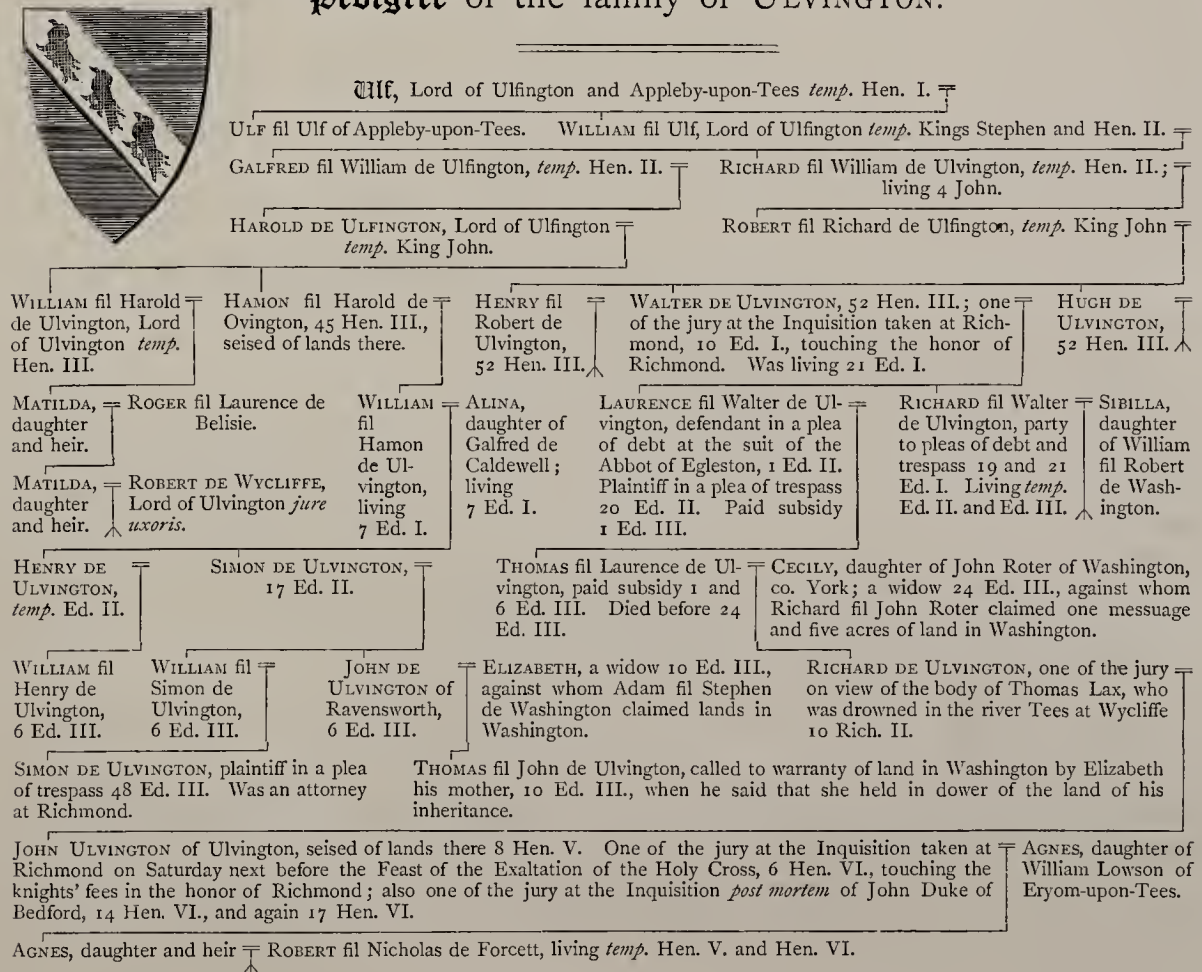 Pedigree of the family of ULVINGTON.
Ulf, Lord of Ulfington and Appleby-upon-Tees temp. Hen. I.
ULF fil Ulf of Appleby-upon-Tees.
WILLIAM fil Ulf, Lord of Ulfington temp. Kings Stephen and Hen. II.
GALFRED fil William de Ulfington, temp. Hen. II.
RICHARD fil William de Ulvington, temp. Hen. II.;
living 4 John.
HAROLD DE ULFINGTON, Lord of Ulfington
temp. King John.
ROBERT fil Richard de Ulfington, temp. King John
WILLIAM fil Harold
de Ulvington, Lord
of Ulvington temp.
Hen. III.
HAMON fil Harold de
Ovington, 45 Hen. III.,
seised of lands there.
HENRY fil
Robert de
Ulvington,
52 Hen. III.
WALTER DE ULVINGTON, 52 Hen. III.; one
of the jury at the Inquisition taken at Rich-
mond, 10 Ed. I., touching the honor of
Richmond. Was living 21 Ed. I.
HUGH DE
ULVINGTON,
52 Hen. III.
MATILDA,
daughter
and heir.
ROGER fil Laurence de
Belisie.
WILLIAM
fil
Hamon
de Ul-
vington,
living
7 Ed. I.
ALINA,
daughter of
Galfred de
Caldewell;
living
7 Ed. I.
LAURENCE fil Walter de Ul-
vington, defendant in a plea
of debt at the suit of the
Abbot of Egleston, 1 Ed. II.
Plaintiff in a plea of trespass
20 Ed. II. Paid subsidy
1 Ed. III.
RICHARD fil Walter
de Ulvington, party
to pleas of debt and
trespass 19 and 21
Ed. I. Living temp.
Ed. II. and Ed. III.
SIBILLA,
daughter
of William
fil Robert
de Wash-
ington.
MATILDA,
daughter
and heir.
ROBERT DE WYCLIFFE,
Lord of Ulvington jure
uxoris.
HENRY DE
ULVINGTON,
temp. Ed. II.
SIMON DE ULVINGTON,
17 Ed. II.
THOMAS fil Laurence de Ul-
vington, paid subsidy 1 and
6 Ed. III. Died before 24
Ed. III.
CECILY, daughter of John Roter of Washington,
co. York; a widow 24 Ed. III., against whom
Richard fil John Roter claimed one messuage
and five acres of land in Washington.
WILLIAM fil
Henry de
Ulvington,
6 Ed. III.
WILLIAM fil
Simon de
Ulvington,
6 Ed. III.
JOHN DE
ULVINGTON of
Ravensworth,
6 Ed. III.
ELIZABETH, a widow 10 Ed. III.,
against whom Adam fil Stephen
de Washington claimed lands in
Washington.
RICHARD DE ULVINGTON, one of the jury
on view of the body of Thomas Lax, who
was drowned in the river Tees at Wycliffe
10 Rich. II.
SIMON DE ULVINGTON, plaintiff in a plea
of trespass 48 Ed. III. Was an attorney
at Richmond.
THOMAS fil John de Ulvington, called to warranty of land in Washington by Elizabeth
his mother, 10 Ed. III., when he said that she held in dower of the land of his
inheritance.
JOHN ULVINGTON of Ulvington, seised of lands there 8 Hen. V. One of the jury at the Inquisition taken at
Richmond on Saturday next before the Feast of the Exaltation of the Holy Cross, 6 Hen. VI., touching the
knights' fees in the honor of Richmond; also one of the jury at the Inquisition post mortem of John Duke of
Bedford, 14 Hen. VI., and again 17 Hen. VI.
AGNES, daughter of
William Lowson of
Eryom-upon-Tees.
AGNES, daughter and heir
ROBERT fil Nicholas de Forcett, living temp. Hen. V. and Hen. VI.